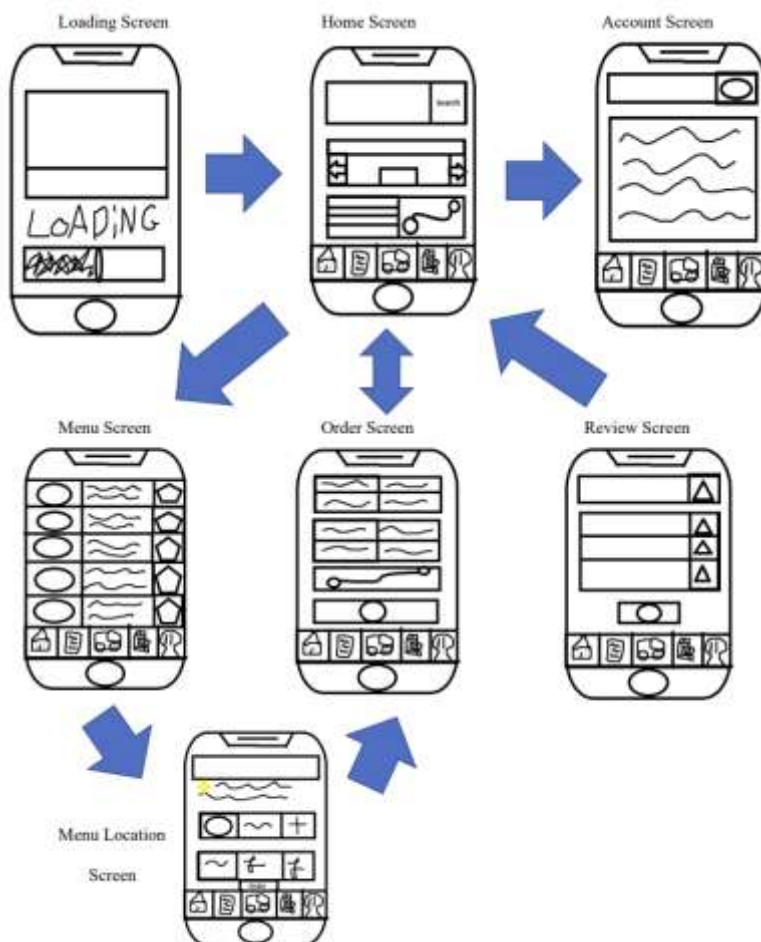 Loading Screen
Home Screen
Account Screen
Search
LOADING
Menu Screen
Order Screen
Review Screen
Menu Location
Screen